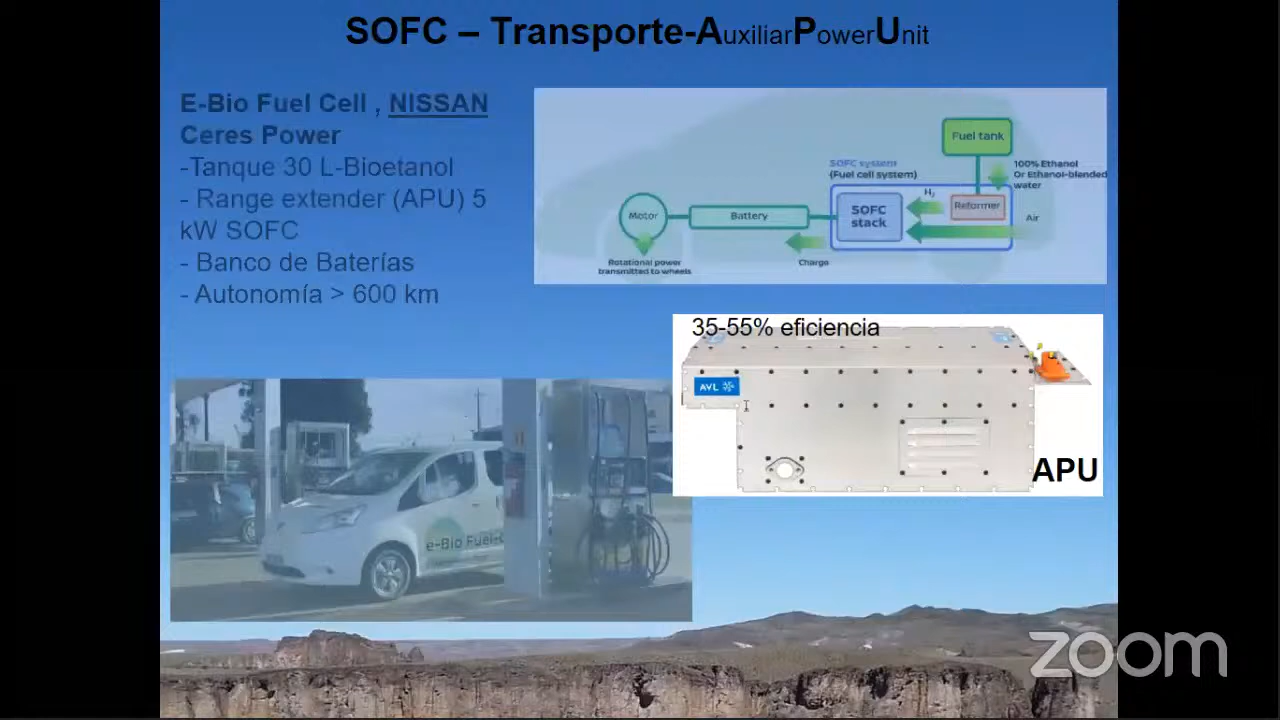 SOFC – Transporte-AuxiliarPowerUnit
E-Bio Fuel Cell , NISSAN
Ceres Power
-Tanque 30 L-Bioetanol
- Range extender (APU) 5
kW SOFC
- Banco de Baterías
- Autonomía > 600 km
Fuel tank
SOFC system
(Fuel cell system)
100% Ethanol
Or Ethanol-blended
water
H₂
Reformer
Air
Motor
Battery
SOFC
stack
Charge
Rotational power
transmitted to wheels
35-55% eficiencia
AVL
APU
e-Bio Fuel-C
zoom